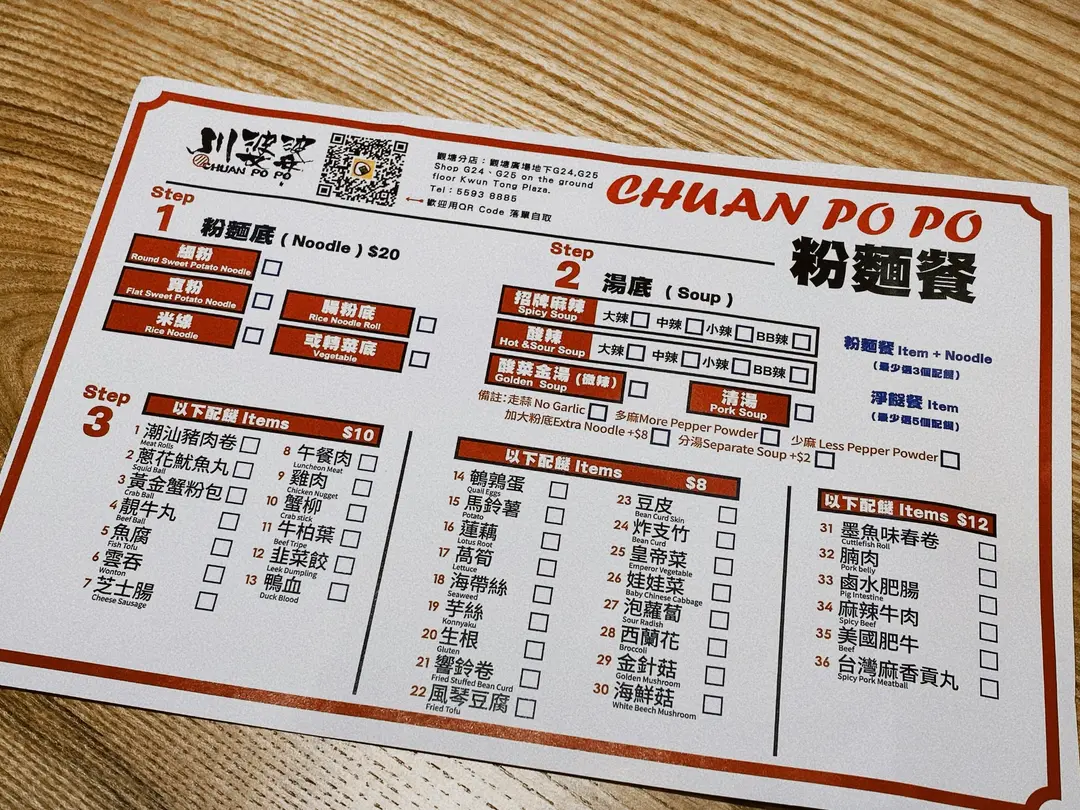 川婆婆
CHUAN PO PO
觀塘分店：觀塘廣場地下G24,G25
Shop G24、G25 on the ground
floor Kwun Tong Plaza.
Tel：5593 8885
歡迎用QR Code 落單自取
CHUAN PO PO
粉麵餐
Step
1
粉麵底 ( Noodle ) $20
細粉
Round Sweet Potato Noodle
寬粉
Flat Sweet Potato Noodle
米線
Rice Noodle
腸粉底
Rice Noodle Roll
或轉菜底
Vegetable
Step
2
湯底 ( Soup )
招牌麻辣
Spicy Soup
大辣 中辣 小辣 BB辣
酸辣
Hot &Sour Soup
大辣 中辣 小辣 BB辣
酸菜金湯 (微辣)
Golden Soup
清湯
Pork Soup
備註：走蒜 No Garlic 多麻More Pepper Powder 少麻 Less Pepper Powder
加大粉底Extra Noodle +$8 分湯Separate Soup +$2
粉麵餐 Item + Noodle
(最少選3個配餸)
淨餸餐 Item
(最少選5個配餸)
Step
3
以下配餸 Items $10
1 潮汕豬肉卷
Meat Rolls
2 蔥花魷魚丸
Squid Ball
3 黃金蟹粉包
Crab Ball
4 靚牛丸
Beef Ball
5 魚腐
Fish Tofu
6 雲吞
Wonton
7 芝士腸
Cheese Sausage
8 午餐肉
Luncheon Meat
9 雞肉
Chicken Nugget
10 蟹柳
Crab stick
11 牛柏葉
Beef Tripe
12 韮菜餃
Leek Dumpling
13 鴨血
Duck Blood
以下配餸 Items $8
14 鵪鶉蛋
Quail Eggs
15 馬鈴薯
Potato
16 蓮藕
Lotus Root
17 萵筍
Lettuce
18 海帶絲
Seaweed
19 芋絲
Konnyaku
20 生根
Gluten
21 響鈴卷
Fried Stuffed Bean Curd
22 風琴豆腐
Fried Tofu
23 豆皮
Bean Curd Skin
24 炸支竹
Bean Curd
25 皇帝菜
Emperor Vegetable
26 娃娃菜
Baby Chinese Cabbage
27 泡蘿蔔
Sour Radish
28 西蘭花
Broccoli
29 金針菇
Golden Mushroom
30 海鮮菇
White Beech Mushroom
以下配餸 Items $12
31 墨魚味春卷
Cuttlefish Roll
32 腩肉
Pork belly
33 鹵水肥腸
Pig Intestine
34 麻辣牛肉
Spicy Beef
35 美國肥牛
Beef
36 台灣麻香貢丸
Spicy Pork Meatball